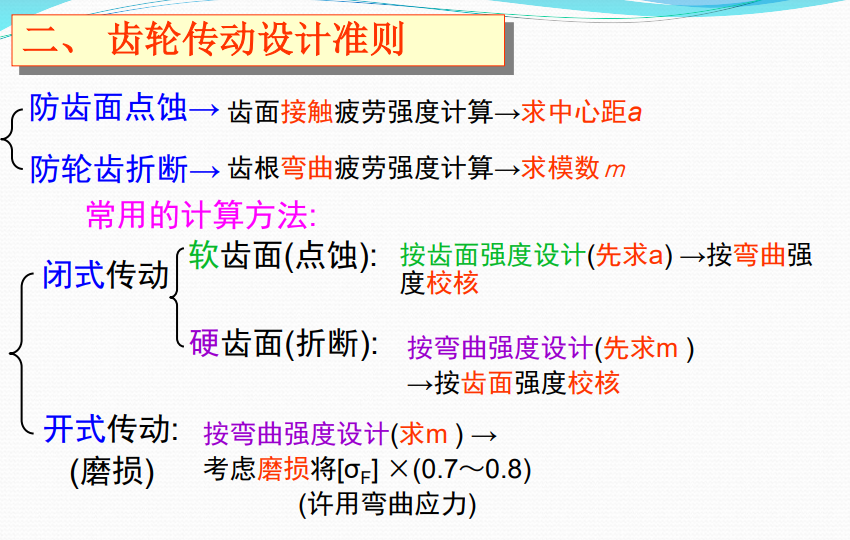 二、 齿轮传动设计准则
防齿面点蚀→ 齿面接触疲劳强度计算→求中心距a
防轮齿折断→ 齿根弯曲疲劳强度计算→求模数m
常用的计算方法:
闭式传动
软齿面(点蚀): 按齿面强度设计(先求a) →按弯曲强
度校核
硬齿面(折断): 按弯曲强度设计(先求m )
→按齿面强度校核
开式传动: 按弯曲强度设计(求m ) →
(磨损) 考虑磨损将[σF] ×(0.7～0.8)
(许用弯曲应力)